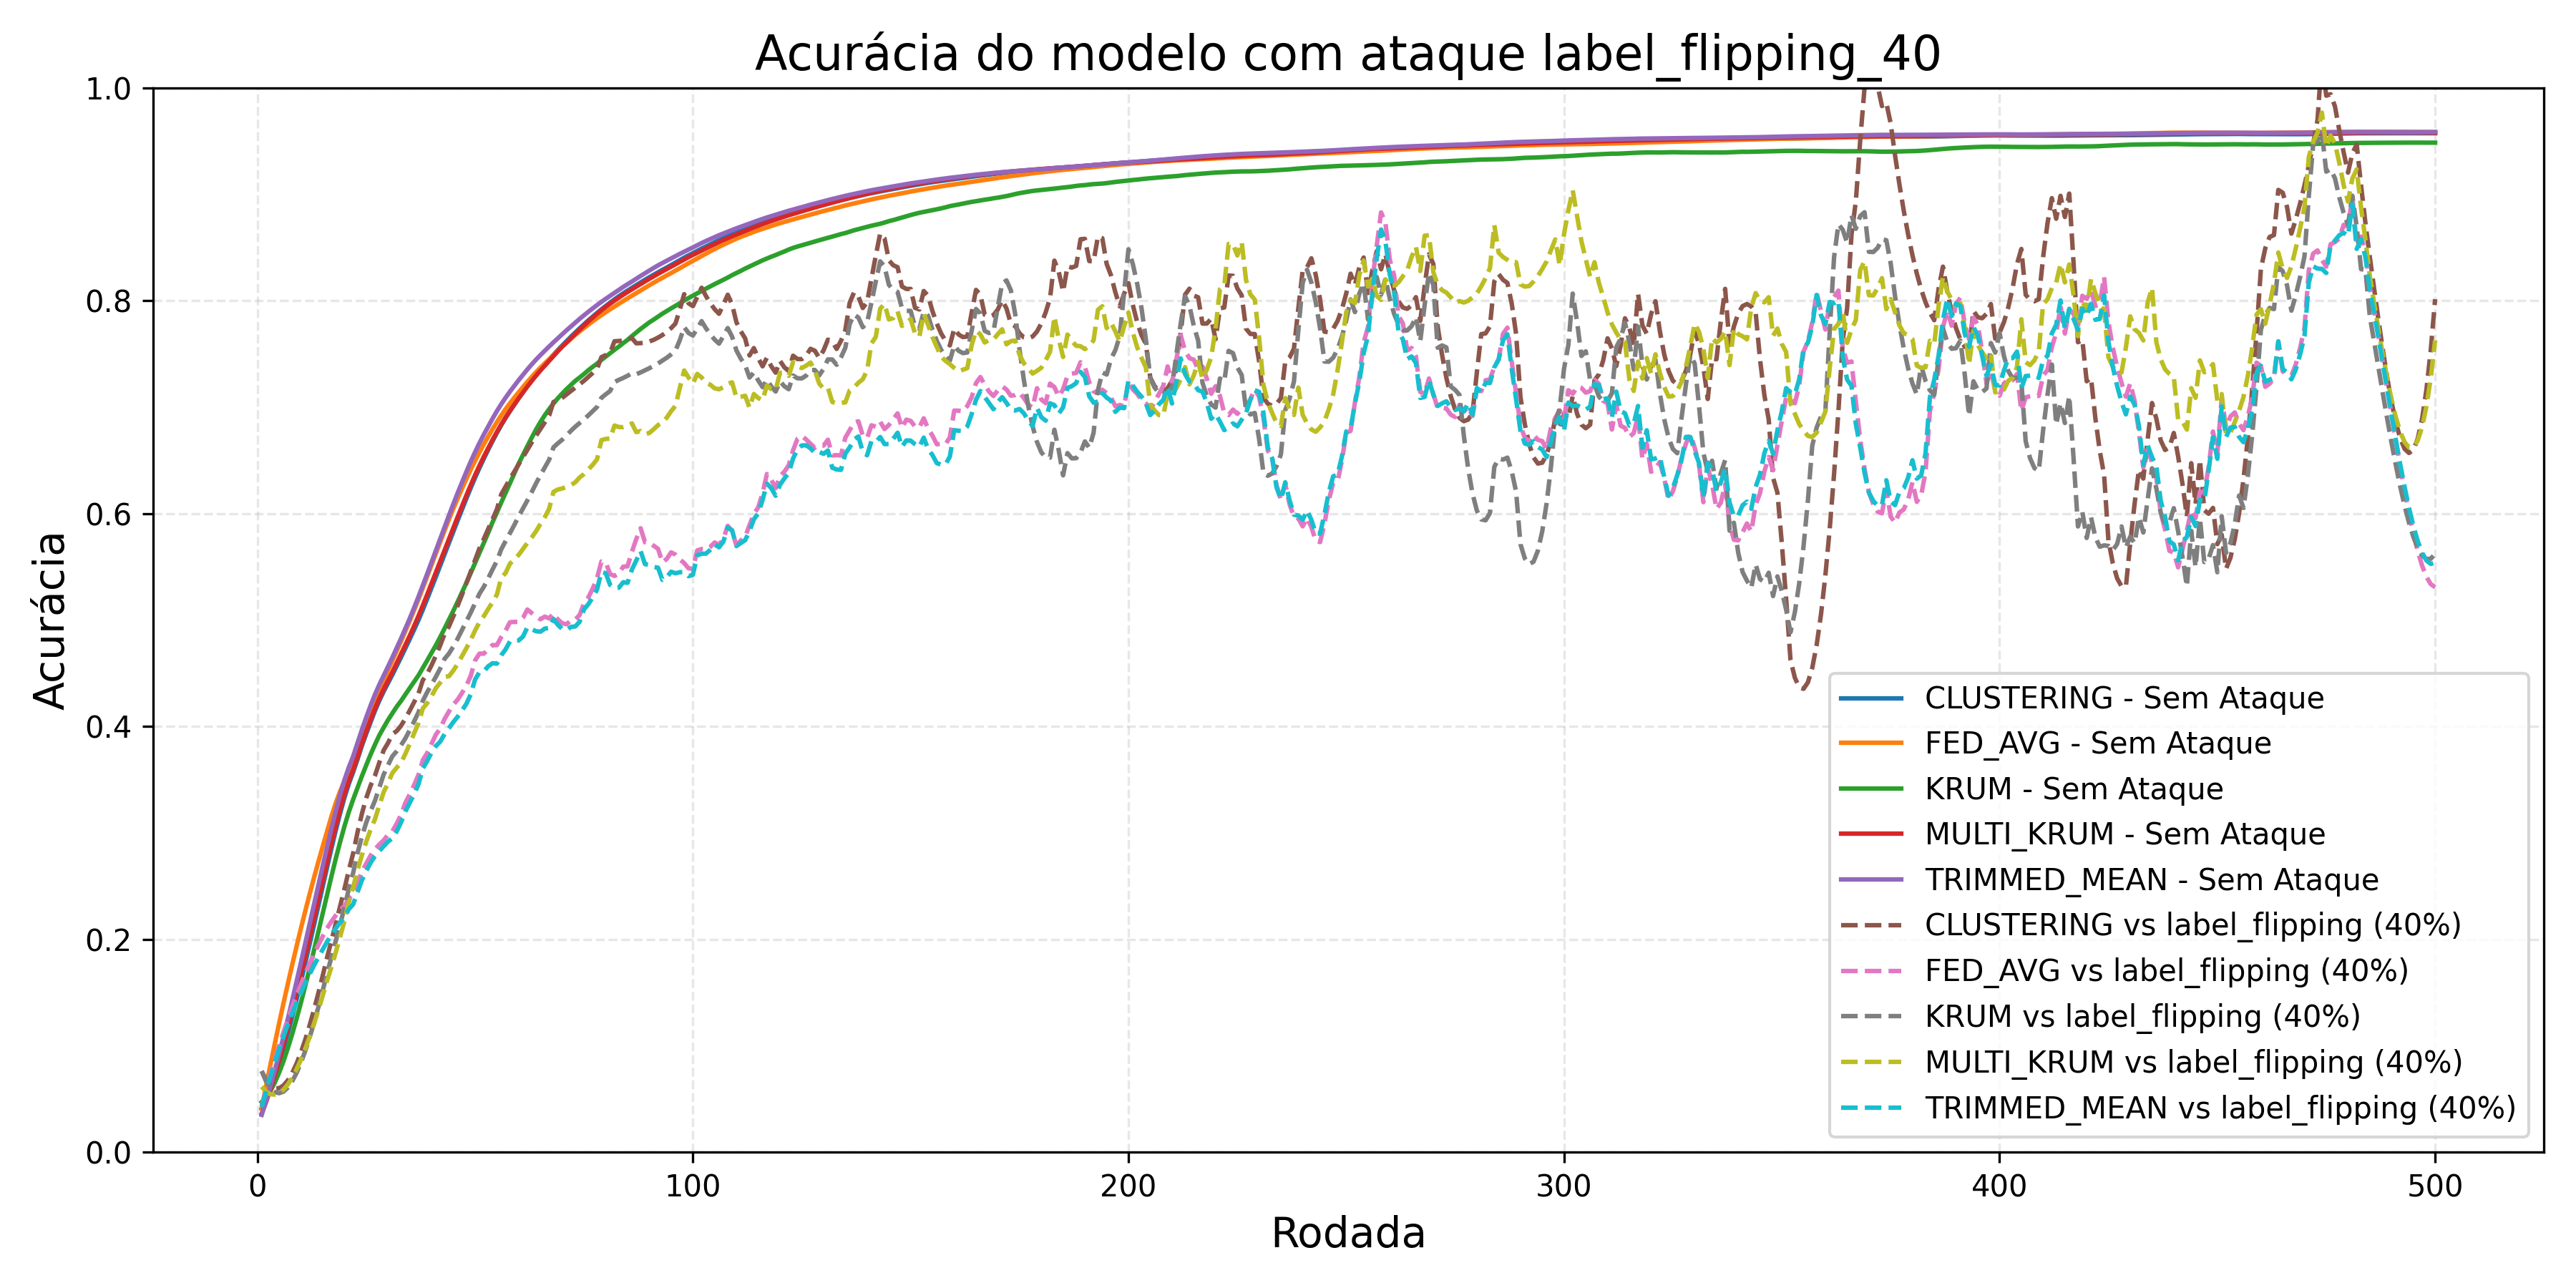 Acurácia do modelo com ataque label_flipping_40
1.0
0.8
0.6
0.4
0.2
0.0
Acurácia
0
100
200
300
400
500
Rodada
CLUSTERING - Sem Ataque
FED_AVG - Sem Ataque
KRUM - Sem Ataque
MULTI_KRUM - Sem Ataque
TRIMMED_MEAN - Sem Ataque
CLUSTERING vs label_flipping (40%)
FED_AVG vs label_flipping (40%)
KRUM vs label_flipping (40%)
MULTI_KRUM vs label_flipping (40%)
TRIMMED_MEAN vs label_flipping (40%)